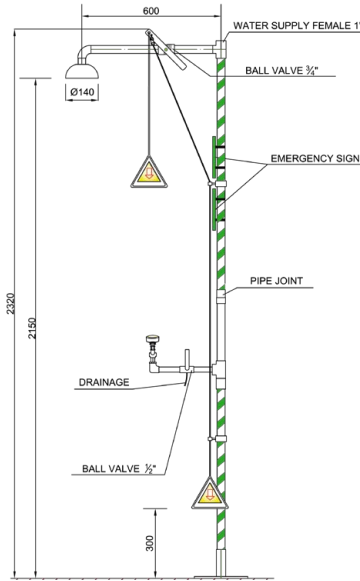 600
WATER SUPPLY FEMALE 1"
BALL VALVE ¾"
Ø140
EMERGENCY SIGN
2320
2150
PIPE JOINT
DRAINAGE
BALL VALVE ½"
300